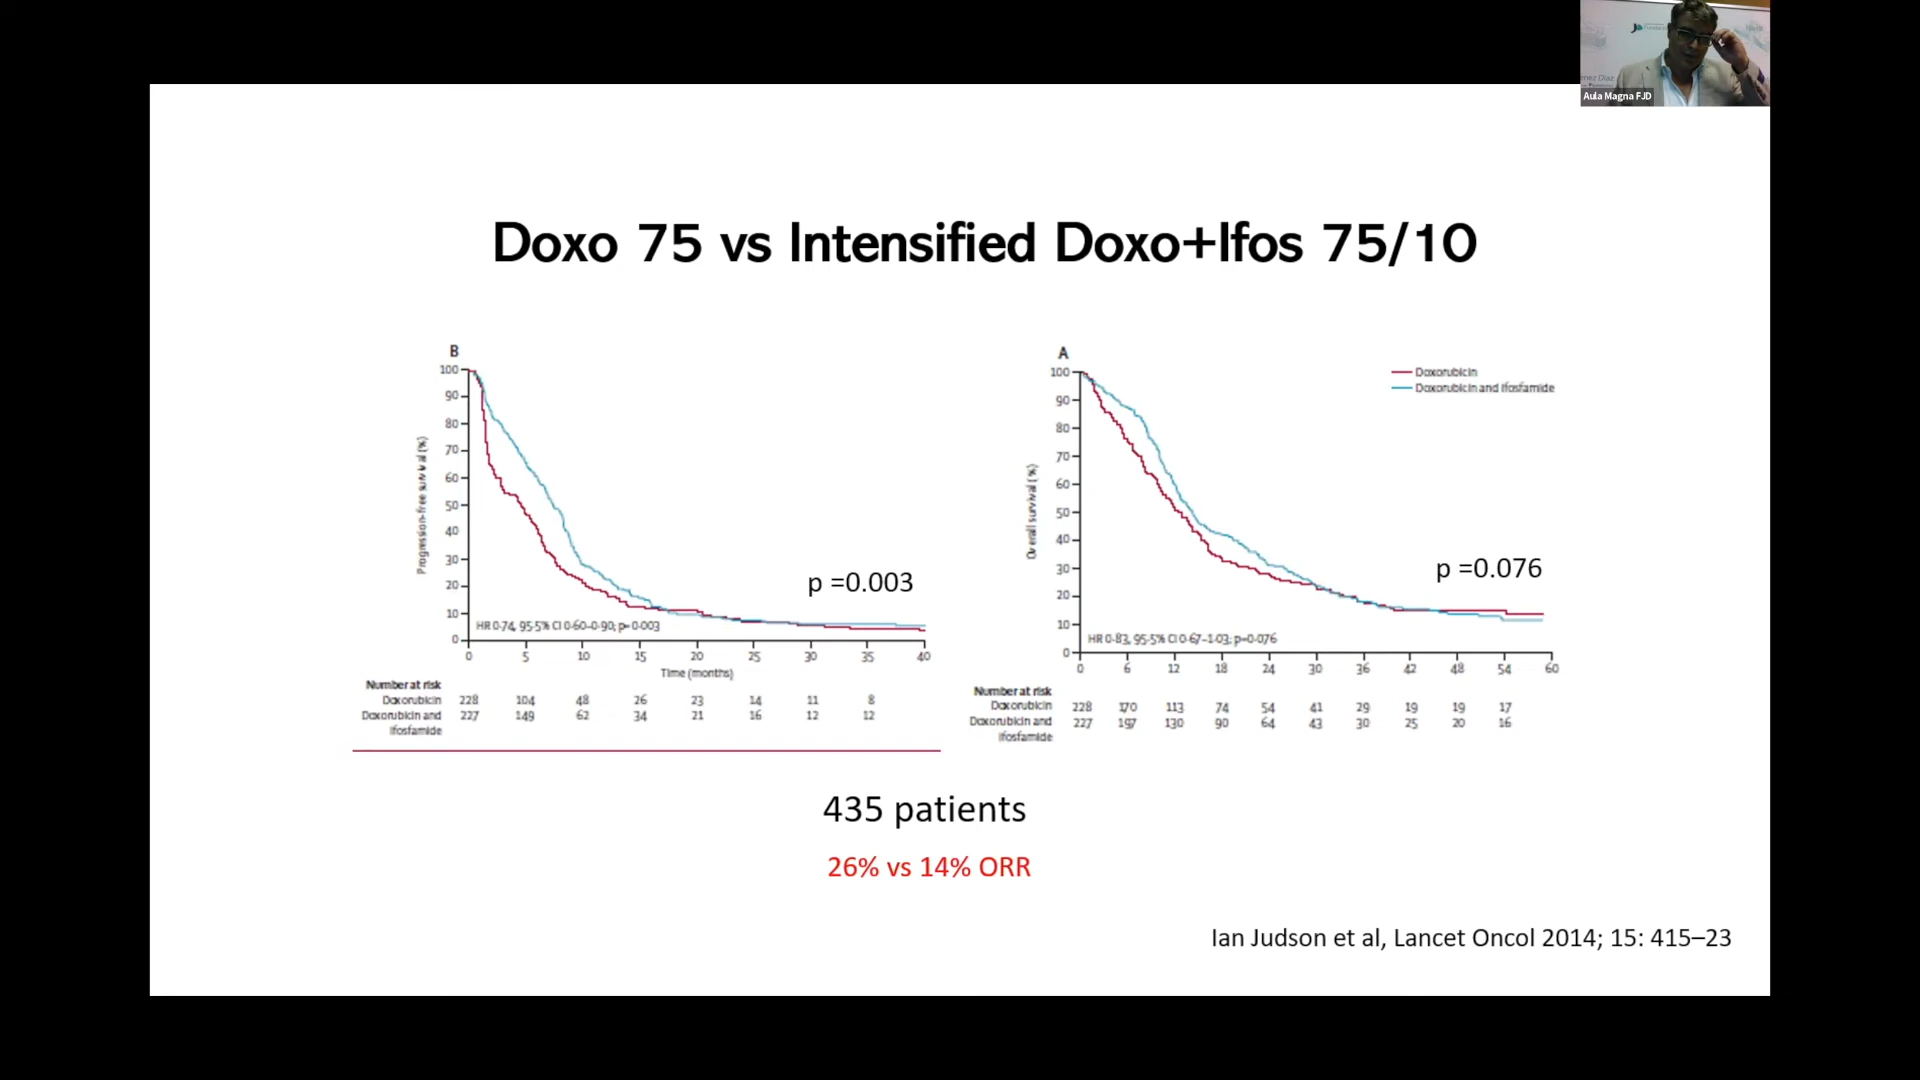 Aula Magna FJD
Doxo 75 vs Intensified Doxo+Ifos 75/10
B
Progression-free survival (%)
100
90
80
70
60
50
40
30
20
10
0
HR 0·74, 95·5% CI 0·60–0·90; p=0·003
p =0.003
0 5 10 15 20 25 30 35 40
Time (months)
Number at risk
Doxorubicin 228 104 48 26 23 14 11 8
Doxorubicin and 227 149 62 34 21 16 12 12
ifosfamide
A
Overall survival (%)
100
90
80
70
60
50
40
30
20
10
0
Doxorubicin
Doxorubicin and ifosfamide
p =0.076
HR 0·83, 95·5% CI 0·67–1·03; p=0·076
0 6 12 18 24 30 36 42 48 54 60
Number at risk
Doxorubicin 228 170 113 74 54 41 29 19 19 17
Doxorubicin and 227 197 130 90 64 43 30 25 20 16
ifosfamide
435 patients
26% vs 14% ORR
Ian Judson et al, Lancet Oncol 2014; 15: 415–23